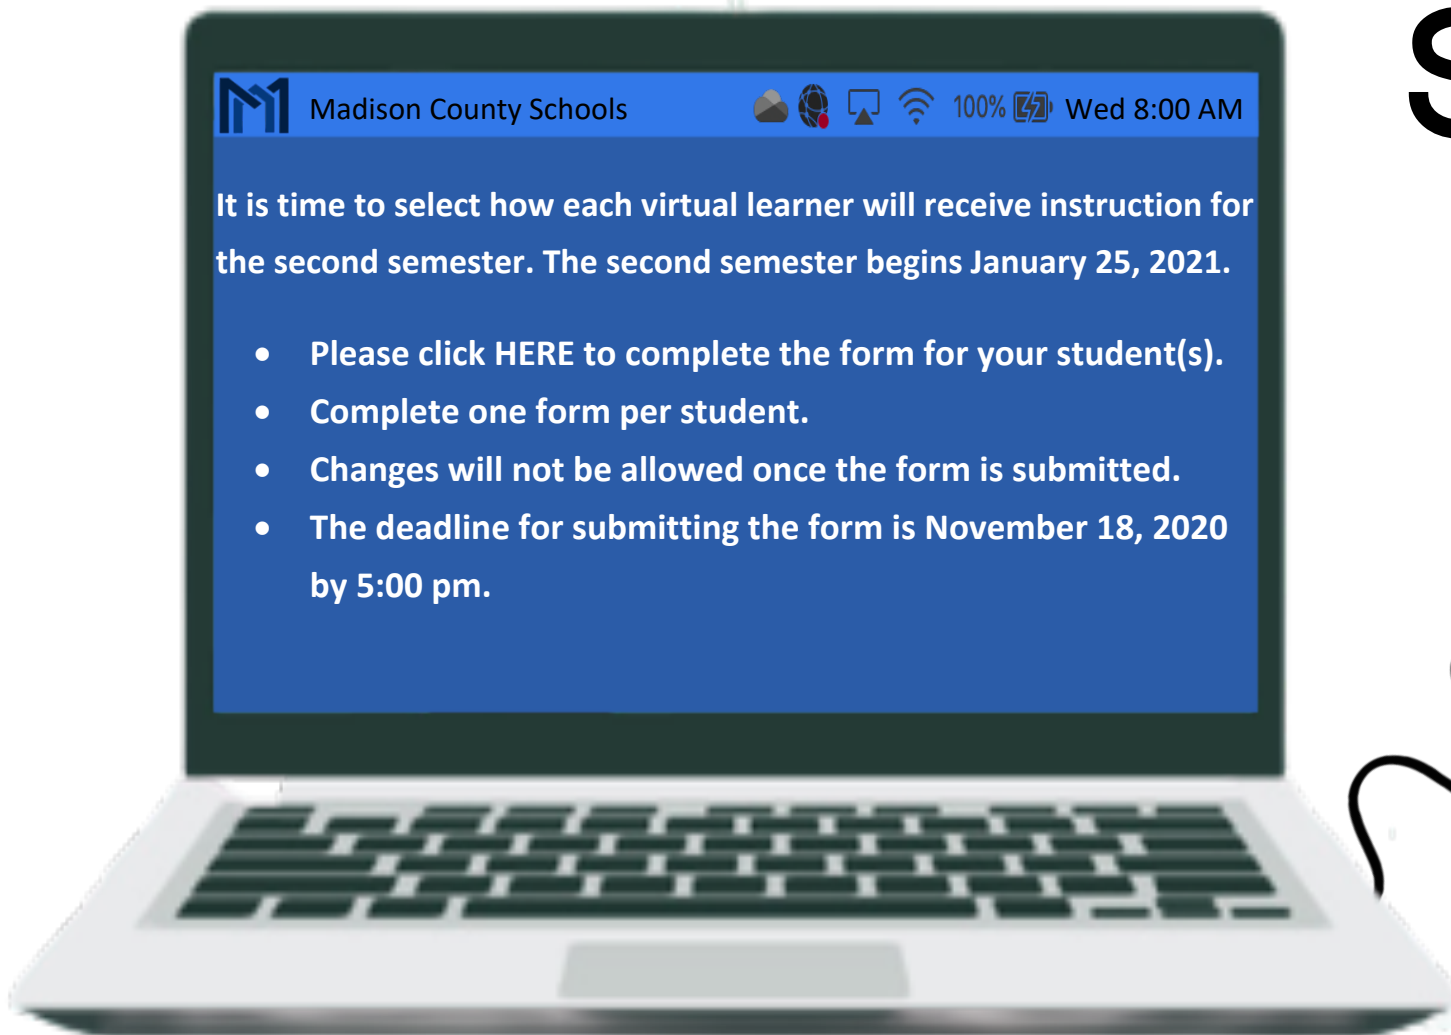 S
Madison County Schools 100% Wed 8:00 AM
It is time to select how each virtual learner will receive instruction for
the second semester. The second semester begins January 25, 2021.
• Please click HERE to complete the form for your student(s).
• Complete one form per student.
• Changes will not be allowed once the form is submitted.
• The deadline for submitting the form is November 18, 2020
by 5:00 pm.